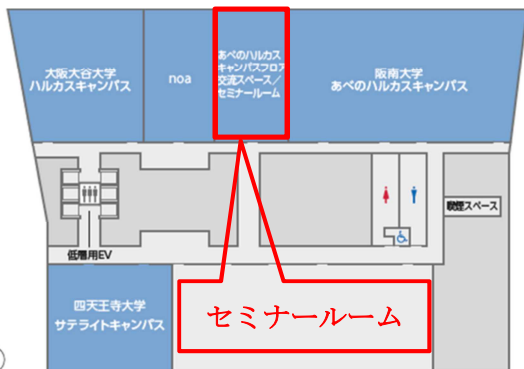 大阪大谷大学
ハルカスキャンパス
noa
あべのハルカス
キャンパスフロア
交流スペース／
セミナールーム
阪南大学
あべのハルカスキャンパス
喫煙スペース
低層用EV
四天王寺大学
サテライトキャンパス
セミナールーム